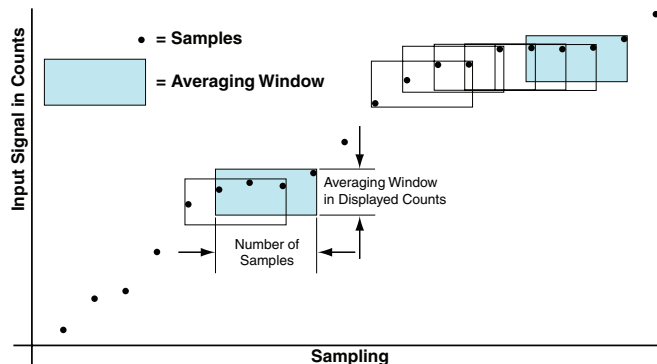 = Samples
= Averaging Window
Input Signal in Counts
Averaging Window
in Displayed Counts
Number of
Samples
Sampling